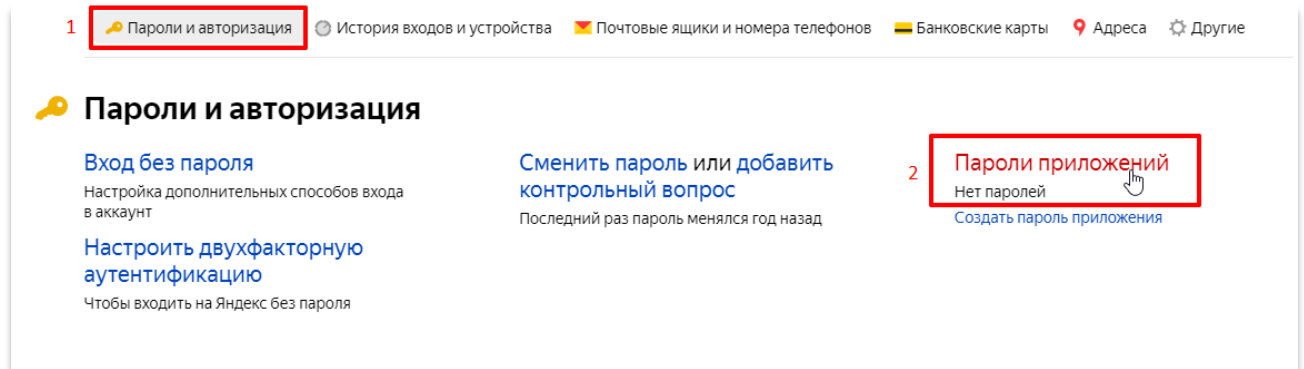 1 Пароли и авторизация История входов и устройства Почтовые ящики и номера телефонов Банковские карты Адреса Другие
Пароли и авторизация
Вход без пароля
Настройка дополнительных способов входа
в аккаунт
Настроить двухфакторную
аутентификацию
Чтобы входить на Яндекс без пароля
Сменить пароль или добавить
контрольный вопрос
Последний раз пароль менялся год назад
2 Пароли приложений
Нет паролей
Создать пароль приложения